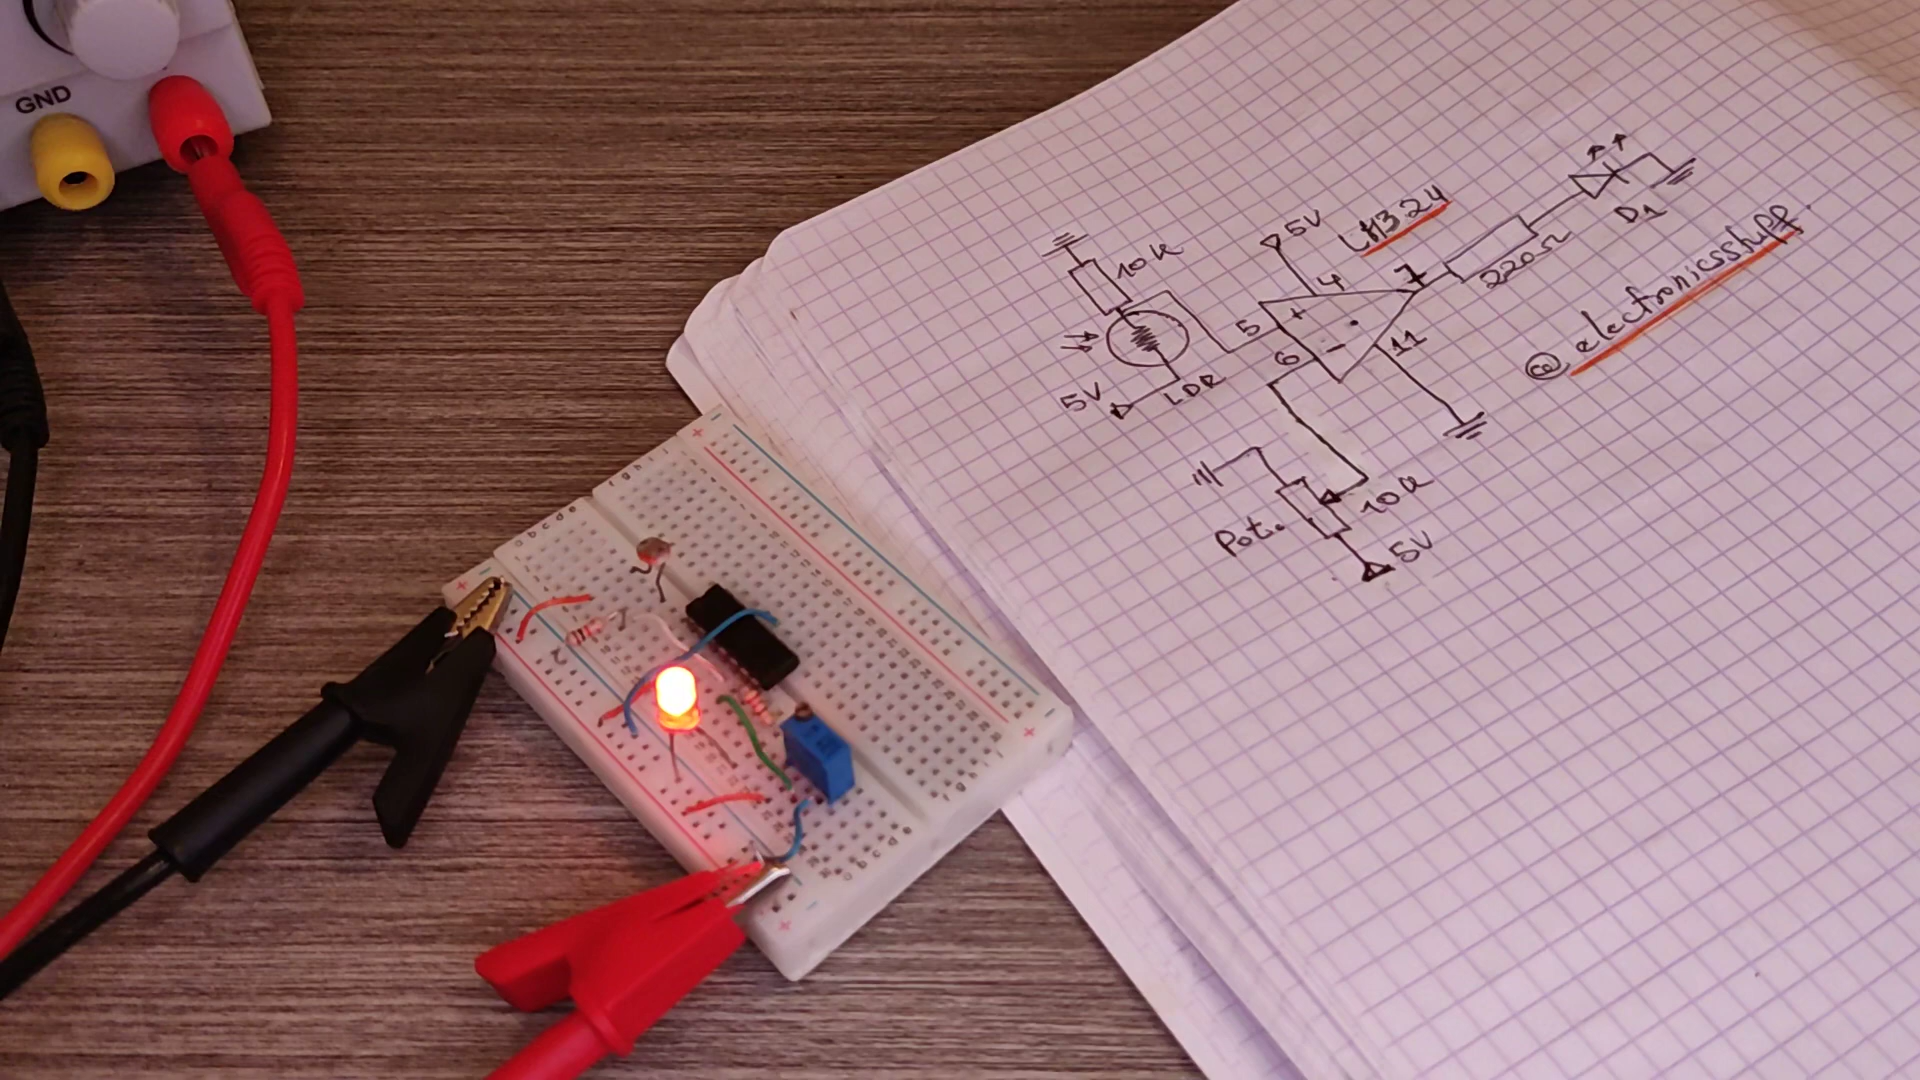 GND
10K
5V
LM324
4
7
220Ω
D1
5
+
6
-
11
5V
LDR
@electronicsstuff
Pot.
10K
5V